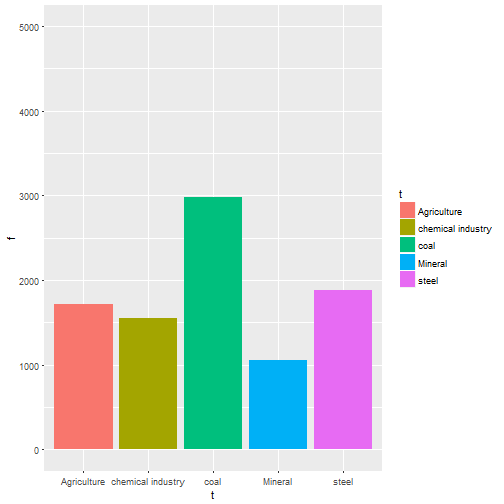 5000
4000
3000
2000
1000
0
f
Agriculture
chemical industry
coal
Mineral
steel
t
t
Agriculture
chemical industry
coal
Mineral
steel